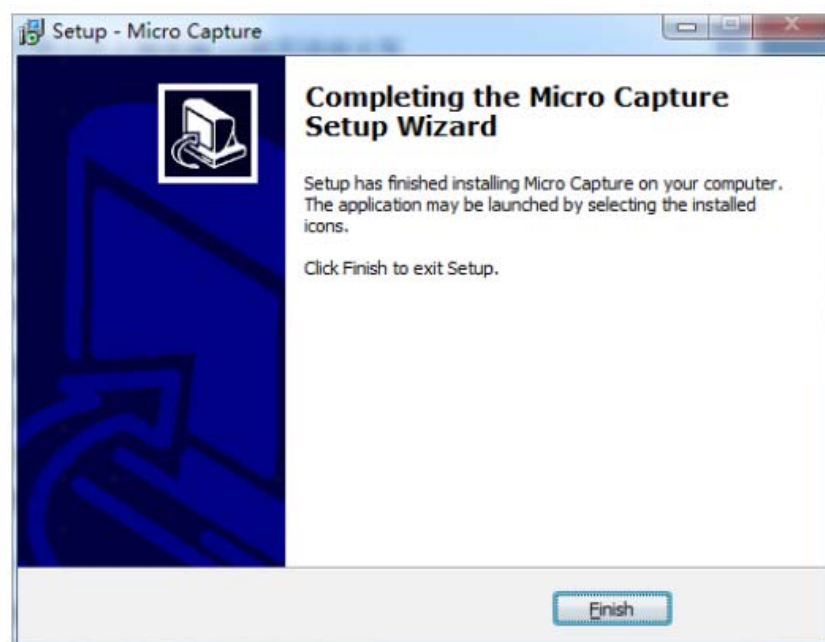 Setup - Micro Capture
Completing the Micro Capture
Setup Wizard
Setup has finished installing Micro Capture on your computer.
The application may be launched by selecting the installed
icons.
Click Finish to exit Setup.
Finish